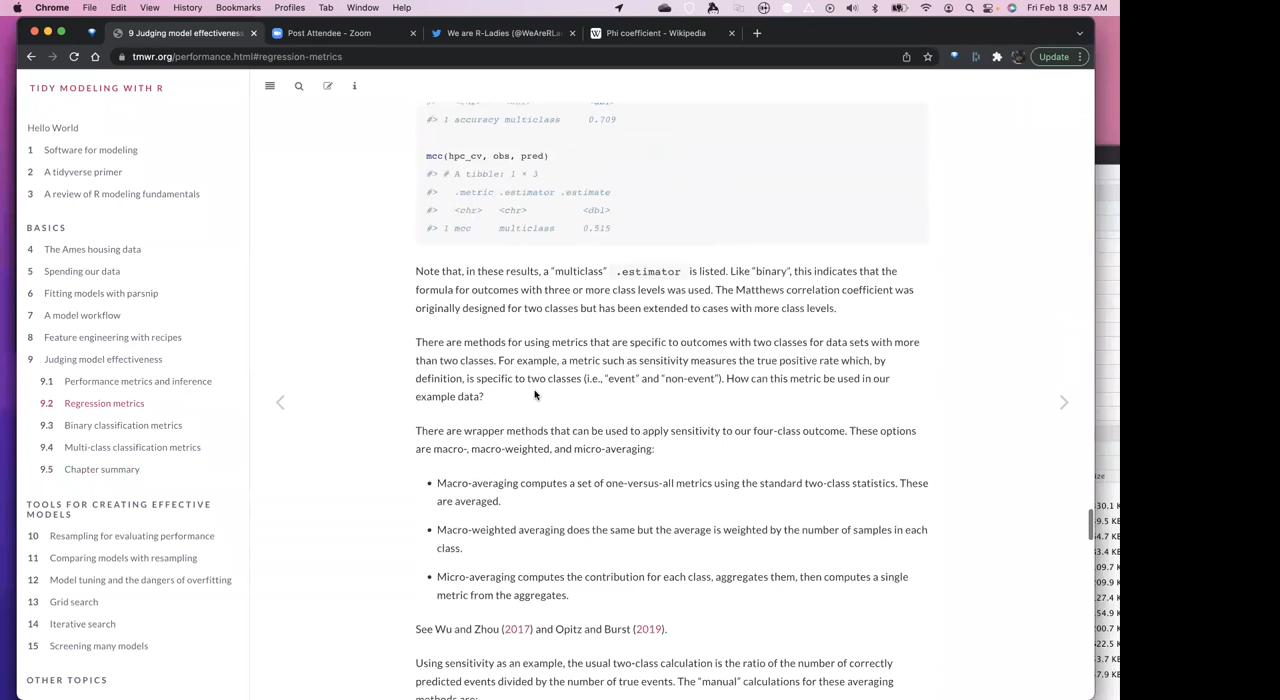 Chrome File Edit View History Bookmarks Profiles Tab Window Help Fri Feb 18 9:57 AM
9 Judging model effectiveness Post Attendee - Zoom We are R-Ladies (@WeAreRLa Phi coefficient - Wikipedia
tmwr.org/performance.html#regression-metrics Update
TIDY MODELING WITH R
Hello World
1 Software for modeling
2 A tidyverse primer
3 A review of R modeling fundamentals
BASICS
4 The Ames housing data
5 Spending our data
6 Fitting models with parsnip
7 A model workflow
8 Feature engineering with recipes
9 Judging model effectiveness
9.1 Performance metrics and inference
9.2 Regression metrics
9.3 Binary classification metrics
9.4 Multi-class classification metrics
9.5 Chapter summary
TOOLS FOR CREATING EFFECTIVE
MODELS
10 Resampling for evaluating performance
11 Comparing models with resampling
12 Model tuning and the dangers of overfitting
13 Grid search
14 Iterative search
15 Screening many models
OTHER TOPICS
#> 1 accuracy multiclass 0.709
mcc(hpc_cv, obs, pred)
#> # A tibble: 1 × 3
#> .metric .estimator .estimate
#> <chr> <chr> <dbl>
#> 1 mcc multiclass 0.515
Note that, in these results, a “multiclass” .estimator is listed. Like “binary”, this indicates that the
formula for outcomes with three or more class levels was used. The Matthews correlation coefficient was
originally designed for two classes but has been extended to cases with more class levels.
There are methods for using metrics that are specific to outcomes with two classes for data sets with more
than two classes. For example, a metric such as sensitivity measures the true positive rate which, by
definition, is specific to two classes (i.e., “event” and “non-event”). How can this metric be used in our
example data?
There are wrapper methods that can be used to apply sensitivity to our four-class outcome. These options
are macro-, macro-weighted, and micro-averaging:
• Macro-averaging computes a set of one-versus-all metrics using the standard two-class statistics. These
are averaged.
• Macro-weighted averaging does the same but the average is weighted by the number of samples in each
class.
• Micro-averaging computes the contribution for each class, aggregates them, then computes a single
metric from the aggregates.
See Wu and Zhou (2017) and Opitz and Burst (2019).
Using sensitivity as an example, the usual two-class calculation is the ratio of the number of correctly
predicted events divided by the number of true events. The “manual” calculations for these averaging
methods are: